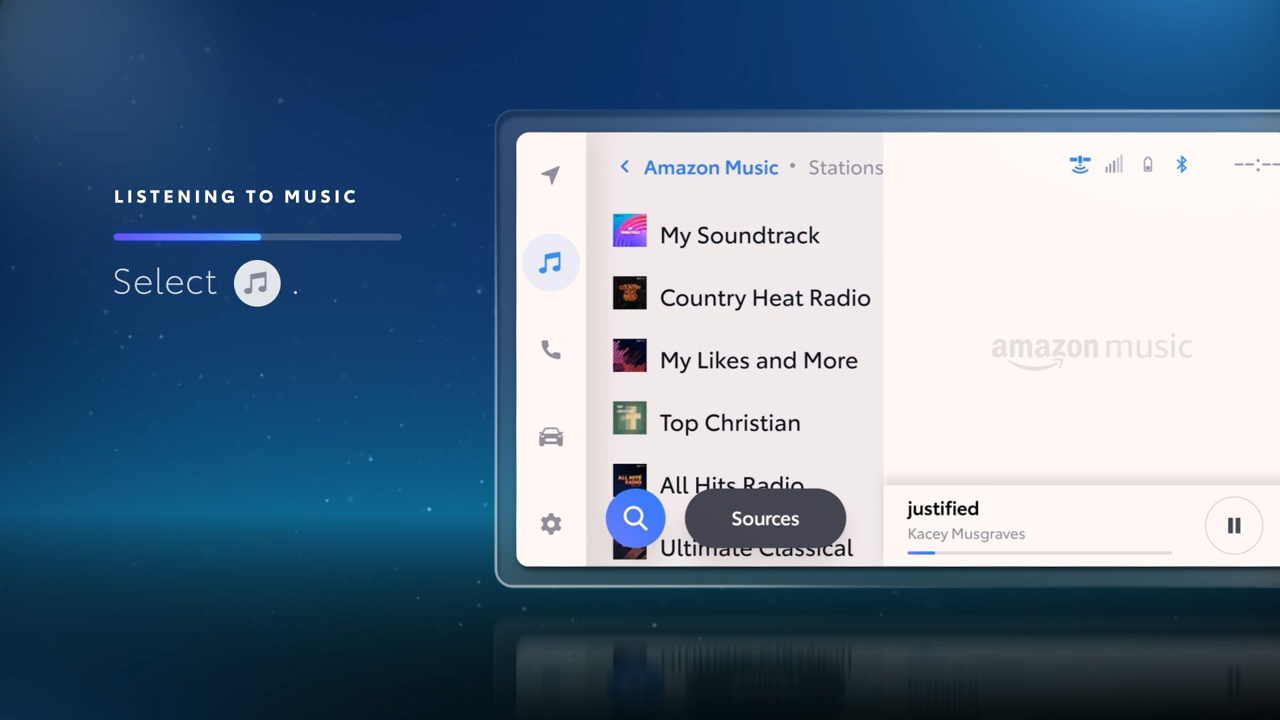 LISTENING TO MUSIC
Select .
Amazon Music • Stations
--:--
My Soundtrack
Country Heat Radio
My Likes and More
Top Christian
All Hits Radio
Sources
Ultimate Classical
amazon music
justified
Kacey Musgraves